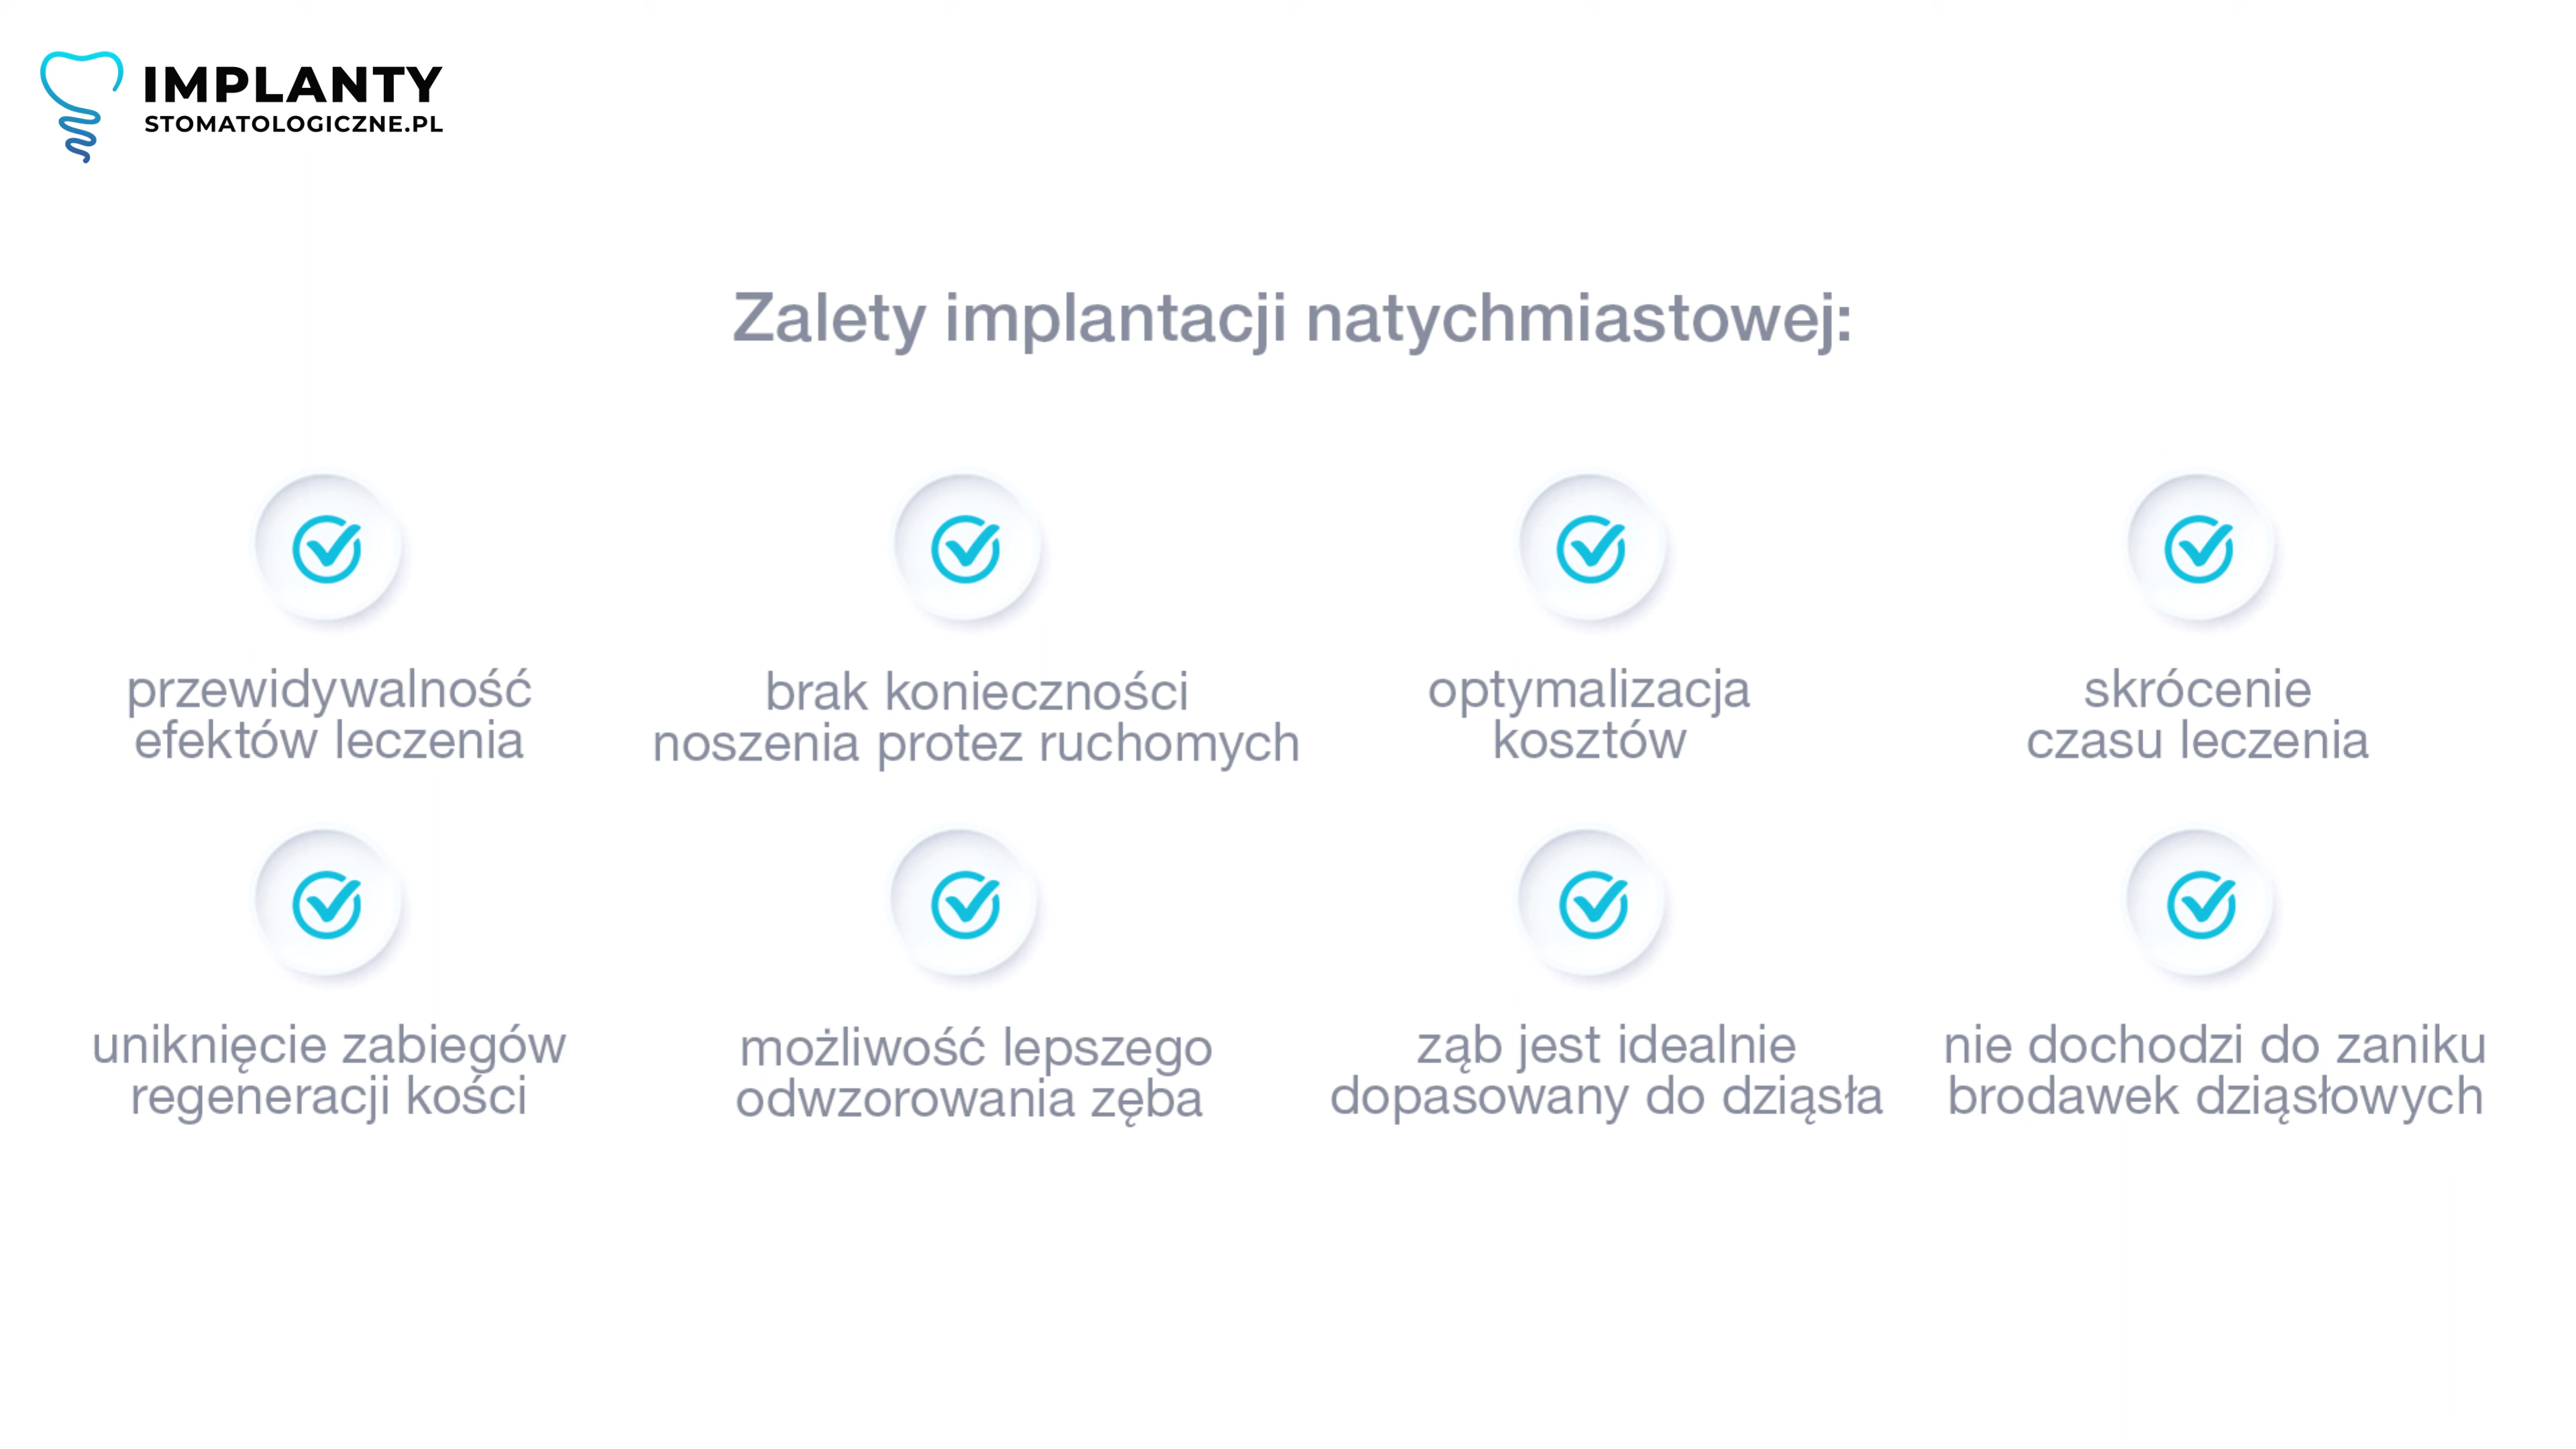 IMPLANTY
STOMATOLOGICZNE.PL
Zalety implantacji natychmiastowej:
przewidywalność
efektów leczenia
brak konieczności
noszenia protez ruchomych
optymalizacja
kosztów
skrócenie
czasu leczenia
uniknięcie zabiegów
regeneracji kości
możliwość lepszego
odwzorowania zęba
ząb jest idealnie
dopasowany do dziąsła
nie dochodzi do zaniku
brodawek dziąsłowych